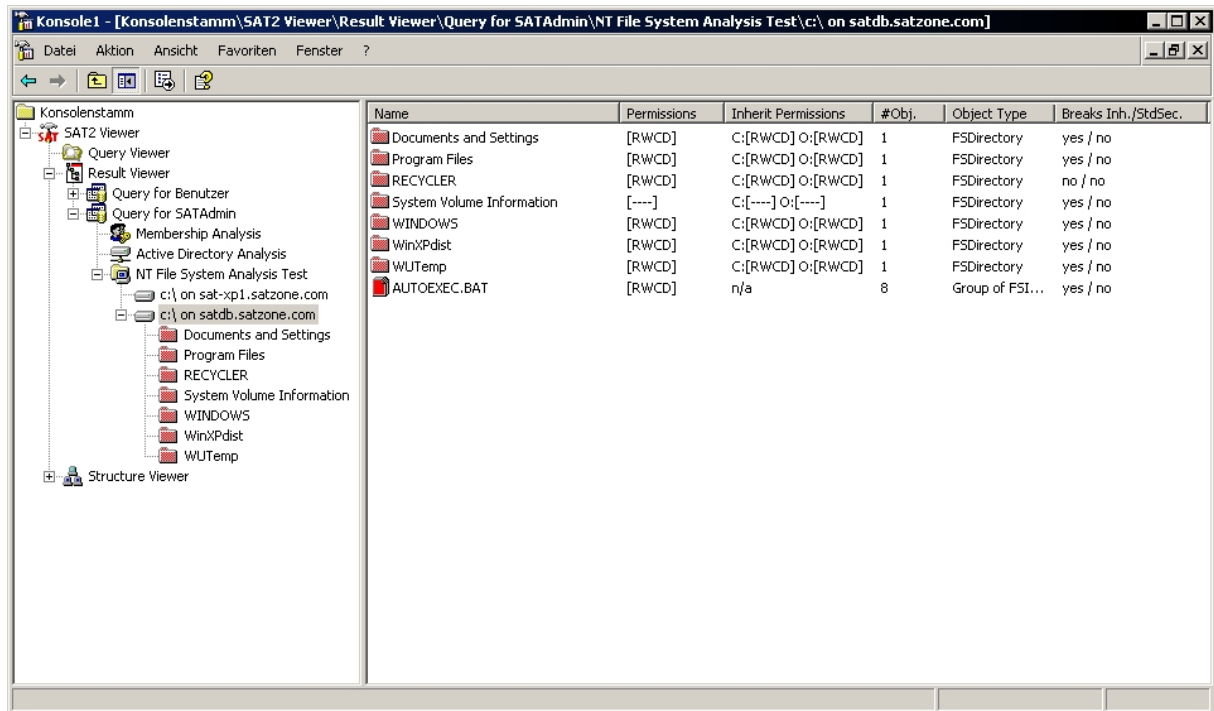 Konsole1 - [Konsolenstamm\SAT2 Viewer\Result Viewer\Query for SATAdmin\NT File System Analysis Test\c:\ on satdb.satzone.com]
Datei Aktion Ansicht Favoriten Fenster ?
Konsolenstamm
SAT2 Viewer
Query Viewer
Result Viewer
Query for Benutzer
Query for SATAdmin
Membership Analysis
Active Directory Analysis
NT File System Analysis Test
c:\ on sat-xp1.satzone.com
c:\ on satdb.satzone.com
Documents and Settings
Program Files
RECYCLER
System Volume Information
WINDOWS
WinXPdist
WUTemp
Structure Viewer
Name Permissions Inherit Permissions #Obj. Object Type Breaks Inh./StdSec.
Documents and Settings [RWCD] C:[RWCD] O:[RWCD] 1 FSDirectory yes / no
Program Files [RWCD] C:[RWCD] O:[RWCD] 1 FSDirectory yes / no
RECYCLER [RWCD] C:[RWCD] O:[RWCD] 1 FSDirectory no / no
System Volume Information [----] C:[----] O:[----] 1 FSDirectory yes / no
WINDOWS [RWCD] C:[RWCD] O:[RWCD] 1 FSDirectory yes / no
WinXPdist [RWCD] C:[RWCD] O:[RWCD] 1 FSDirectory yes / no
WUTemp [RWCD] C:[RWCD] O:[RWCD] 1 FSDirectory yes / no
AUTOEXEC.BAT [RWCD] n/a 8 Group of FSI... yes / no